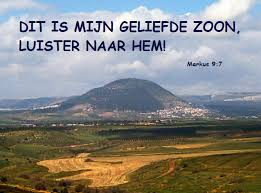 DIT IS MIJN GELIEFDE ZOON,
LUISTER NAAR HEM!
Markus 9:7